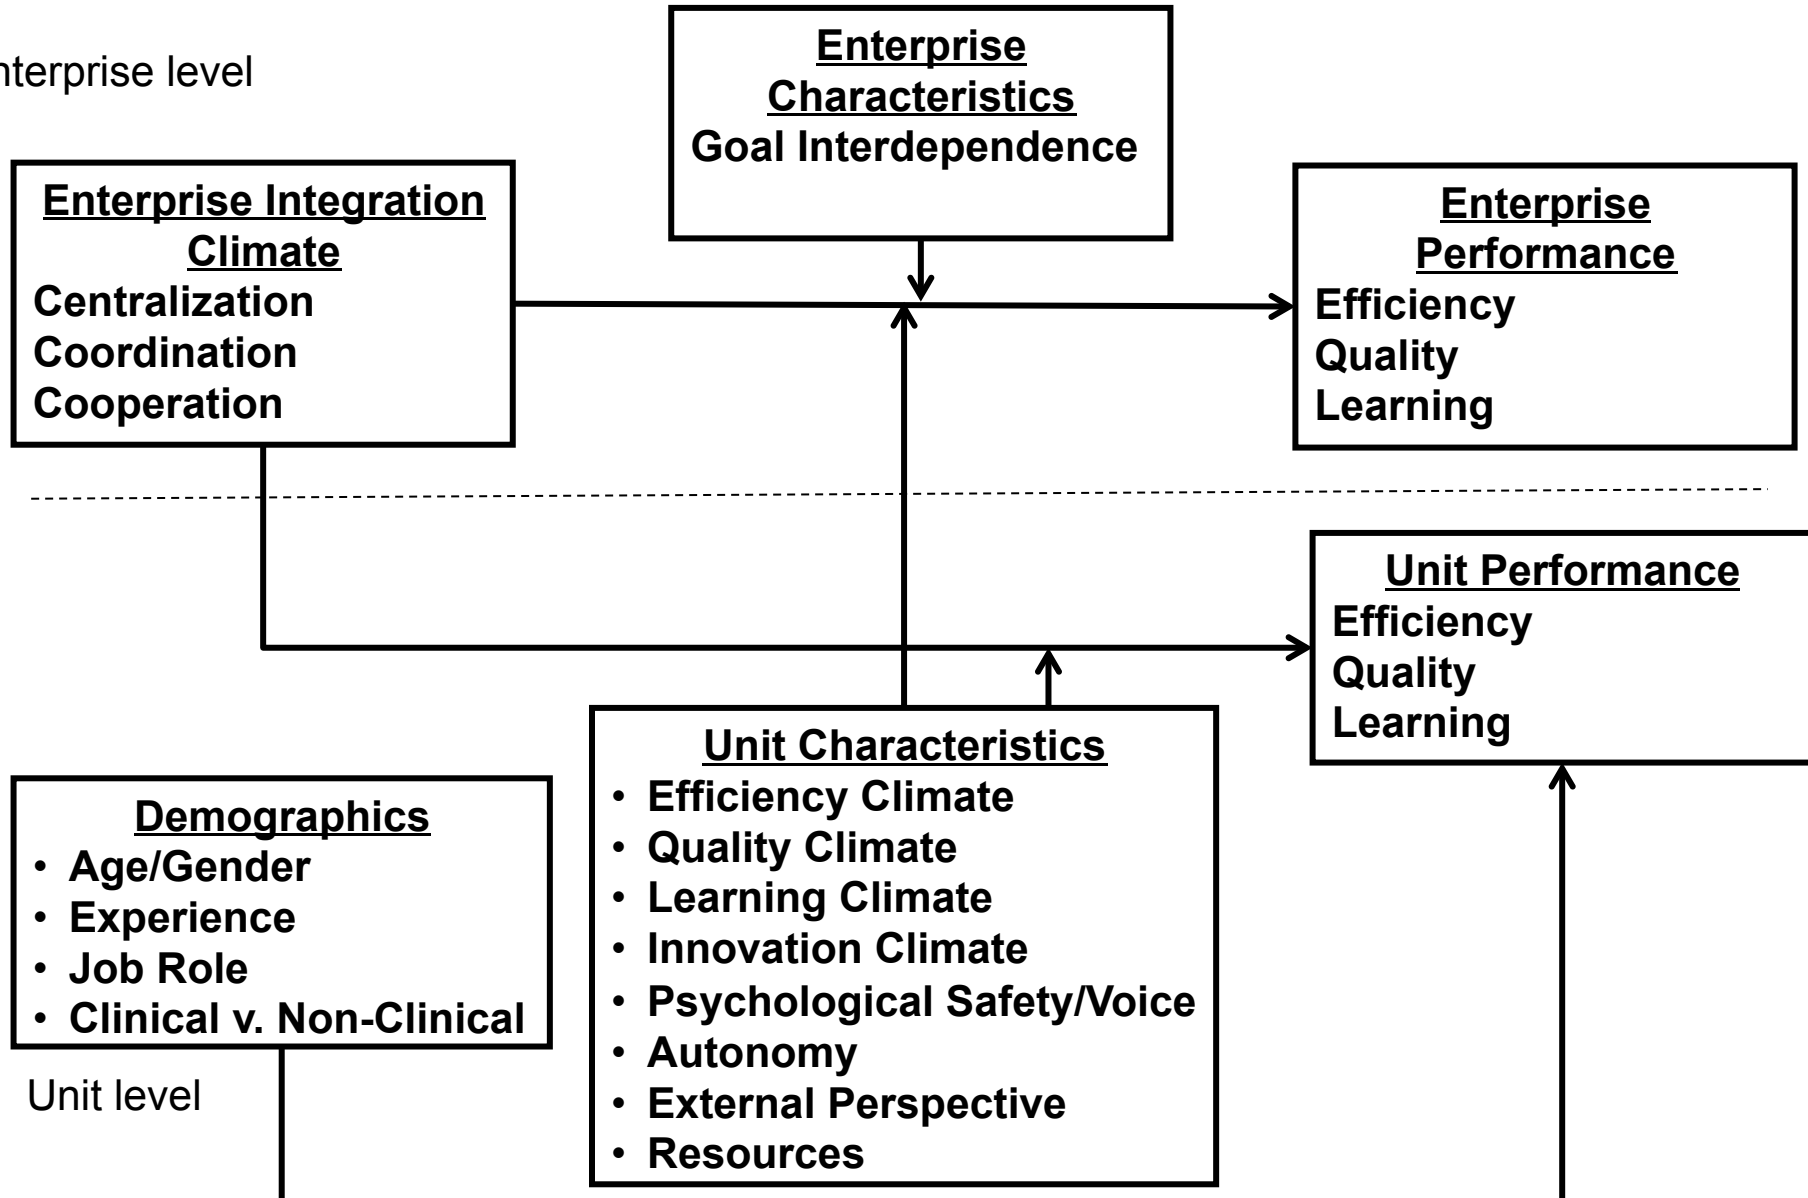 nterprise level
Enterprise
Characteristics
Goal Interdependence
Enterprise Integration
Climate
Centralization
Coordination
Cooperation
Enterprise
Performance
Efficiency
Quality
Learning
Unit Performance
Efficiency
Quality
Learning
Demographics
• Age/Gender
• Experience
• Job Role
• Clinical v. Non-Clinical
Unit Characteristics
• Efficiency Climate
• Quality Climate
• Learning Climate
• Innovation Climate
• Psychological Safety/Voice
• Autonomy
• External Perspective
• Resources
Unit level